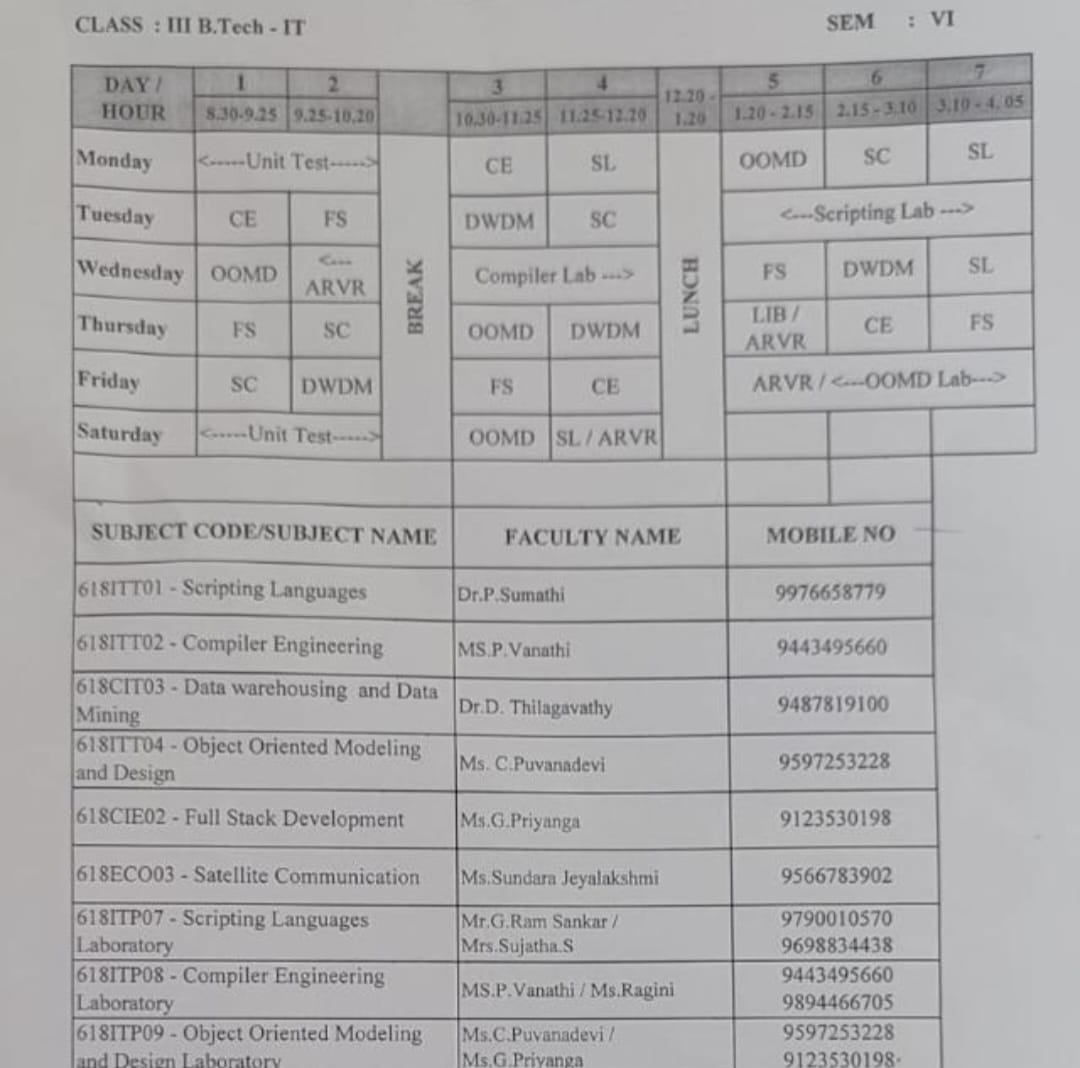 CLASS : III B.Tech - IT SEM : VI
DAY / HOUR 1 2 3 4 12.20 - 1.20 5 6 7
8.30-9.25 9.25-10.20 10.30-11.25 11.25-12.20 1.20 - 2.15 2.15 - 3.10 3.10 - 4.05
Monday <-----Unit Test-----> CE SL OOMD SC SL
Tuesday CE FS DWDM SC <---Scripting Lab --->
Wednesday OOMD <--- ARVR Compiler Lab ---> FS DWDM SL
BREAK
LUNCH
Thursday FS SC OOMD DWDM LIB / ARVR CE FS
Friday SC DWDM FS CE ARVR / <---OOMD Lab--->
Saturday <-----Unit Test-----> OOMD SL / ARVR
SUBJECT CODE/SUBJECT NAME FACULTY NAME MOBILE NO
618ITT01 - Scripting Languages Dr.P.Sumathi 9976658779
618ITT02 - Compiler Engineering MS.P.Vanathi 9443495660
618CIT03 - Data warehousing and Data
Mining Dr.D. Thilagavathy 9487819100
618ITT04 - Object Oriented Modeling
and Design Ms. C.Puvanadevi 9597253228
618CIE02 - Full Stack Development Ms.G.Priyanga 9123530198
618ECO03 - Satellite Communication Ms.Sundara Jeyalakshmi 9566783902
618ITP07 - Scripting Languages Mr.G.Ram Sankar / 9790010570
Laboratory Mrs.Sujatha.S 9698834438
618ITP08 - Compiler Engineering 9443495660
Laboratory MS.P.Vanathi / Ms.Ragini 9894466705
618ITP09 - Object Oriented Modeling Ms.C.Puvanadevi / 9597253228
and Design Laboratory Ms.G.Priyanga 9123530198